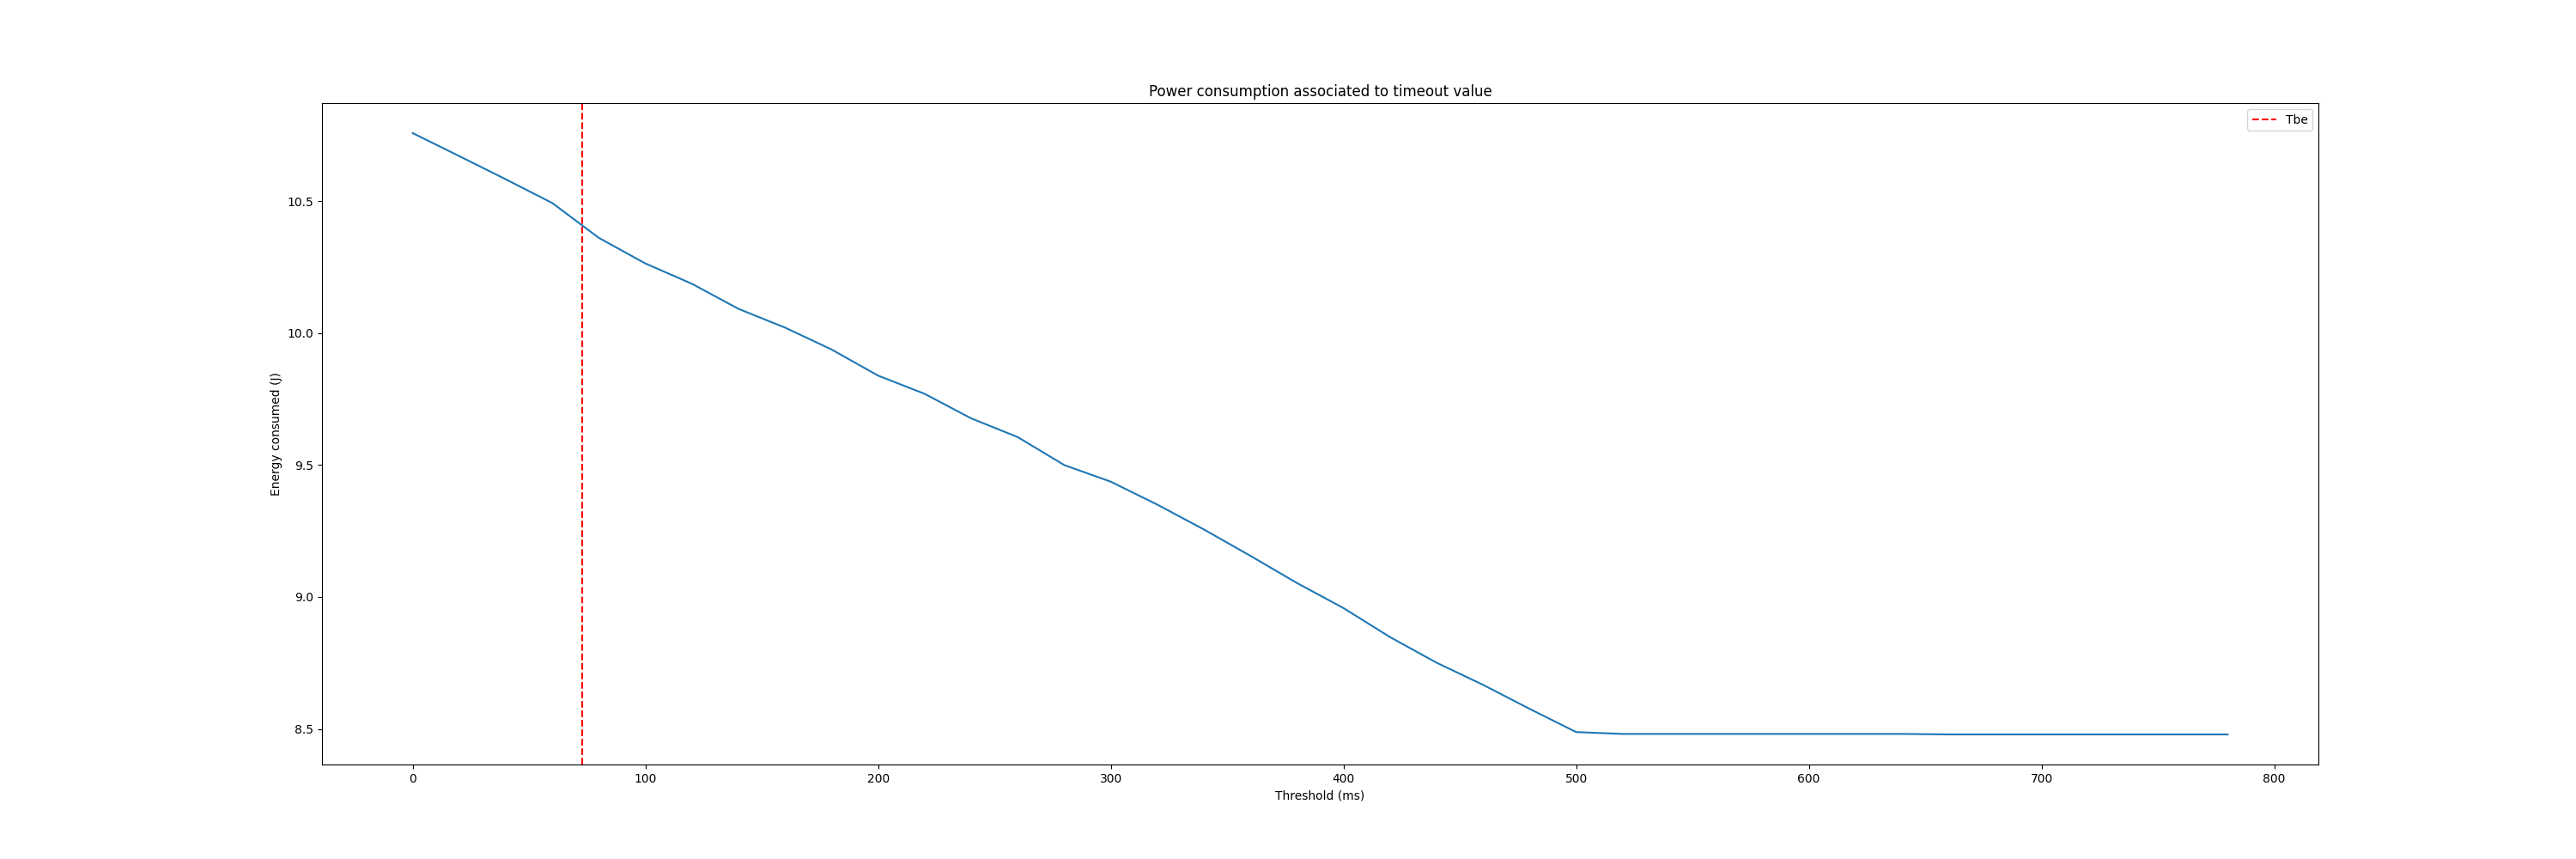 Power consumption associated to timeout value
Tbe
10.5
10.0
9.5
9.0
8.5
Energy consumed (J)
0 100 200 300 400 500 600 700 800
Threshold (ms)